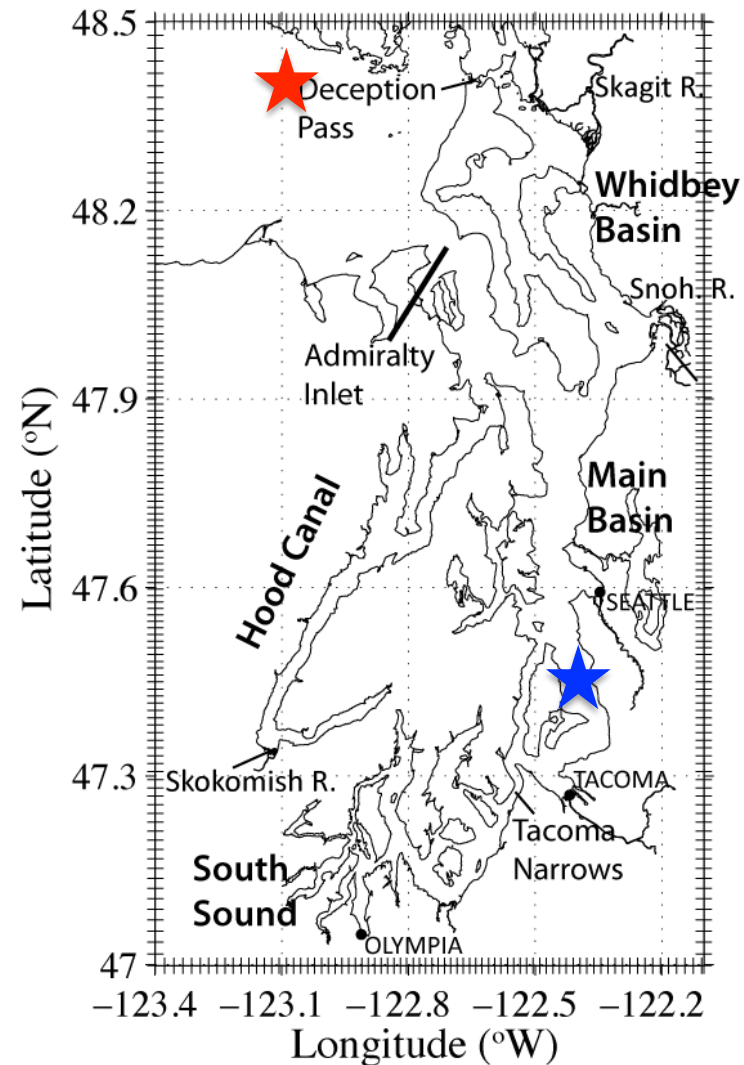 48.5
Deception
Pass
Skagit R.
48.2
Whidbey
Basin
Snoh. R.
Admiralty
Inlet
47.9
Latitude (ºN)
Hood Canal
Main
Basin
47.6
SEATTLE
47.3
Skokomish R.
TACOMA
Tacoma
Narrows
South
Sound
OLYMPIA
47
−123.4 −123.1 −122.8 −122.5 −122.2
Longitude (ºW)